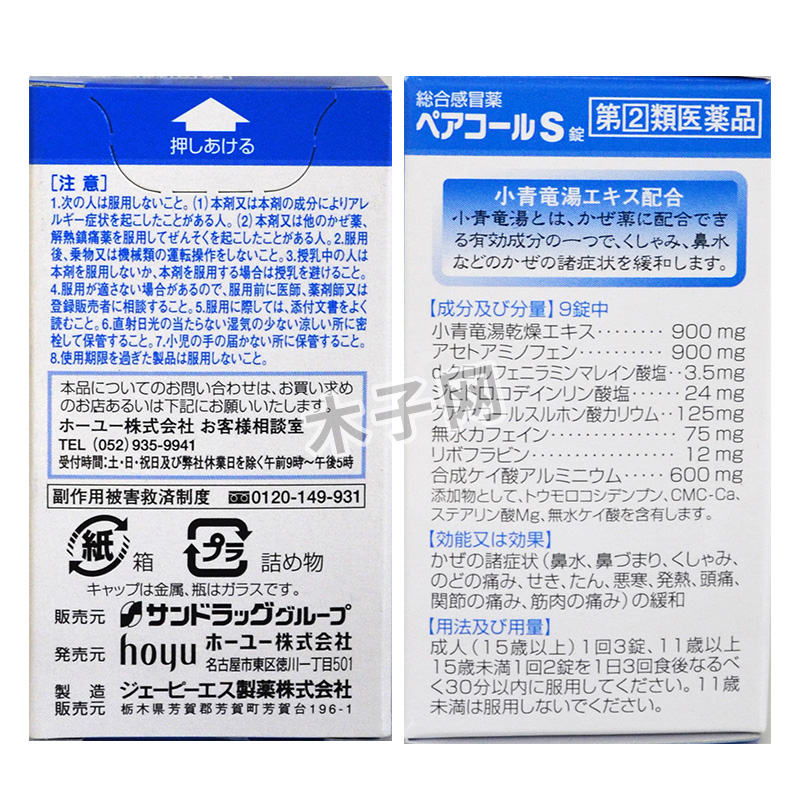 押しあける
[注 意]
1.次の人は服用しないこと。(1)本剤又は本剤の成分によりアレ
ルギー症状を起こしたことがある人。(2)本剤又は他のかぜ薬、
解熱鎮痛薬を服用してぜんそくを起こしたことがある人。2.服用
後、乗物又は機械類の運転操作をしないこと。3.授乳中の人は
本剤を服用しないか、本剤を服用する場合は授乳を避けること。
4.服用が適さない場合があるので、服用前に医師、薬剤師又は
登録販売者に相談すること。5.服用に際しては、添付文書をよく
読むこと。6.直射日光の当たらない湿気の少ない涼しい所に密
栓して保管すること。7.小児の手の届かない所に保管すること。
8.使用期限を過ぎた製品は服用しないこと。
本品についてのお問い合わせは、お買い求め
のお店あるいは下記にお願いいたします。
ホーユー株式会社 お客様相談室
TEL (052)935-9941
受付時間:土・日・祝日及び弊社休業日を除く午前9時〜午後5時
副作用被害救済制度 0120-149-931
紙 箱 プラ 詰め物
キャップは金属、瓶はガラスです。
販売元 サンドラッググループ
発売元 hoyu ホーユー株式会社
名古屋市東区徳川一丁目501
製造販売元 ジェーピーエス製薬株式会社
栃木県芳賀郡芳賀町芳賀台196-1
総合感冒薬
ペアコールS錠 指②類医薬品
小青竜湯エキス配合
小青竜湯とは、かぜ薬に配合でき
る有効成分の一つで、くしゃみ、鼻水
などのかぜの諸症状を緩和します。
【成分及び分量】9錠中
小青竜湯乾燥エキス……… 900mg
アセトアミノフェン………… 900mg
d-クロルフェニラミンマレイン酸塩‥3.5mg
ジヒドロコデインリン酸塩…… 24mg
グアヤコールスルホン酸カリウム‥125mg
無水カフェイン…………… 75mg
リボフラビン……………… 12mg
合成ケイ酸アルミニウム…… 600mg
添加物として、トウモロコシデンプン、CMC-Ca、
ステアリン酸Mg、無水ケイ酸を含有します。
【効能又は効果】
かぜの諸症状(鼻水、鼻づまり、くしゃみ、
のどの痛み、せき、たん、悪寒、発熱、頭痛、
関節の痛み、筋肉の痛み)の緩和
【用法及び用量】
成人(15歳以上)1回3錠、11歳以上
15歳未満1回2錠を1日3回食後なるべ
く30分以内に服用してください。11歳
未満は服用しないでください。
木子网